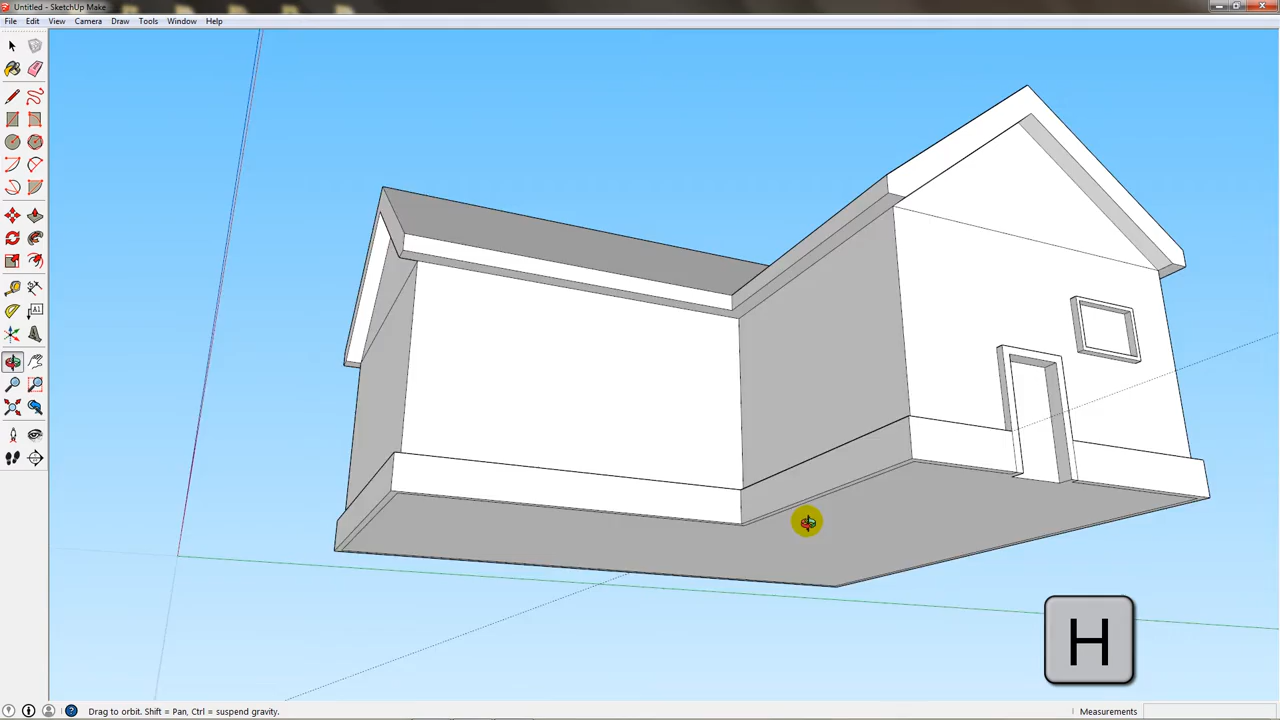 Untitled - SketchUp Make
File Edit View Camera Draw Tools Window Help
A1
H
Drag to orbit. Shift = Pan, Ctrl = suspend gravity.
Measurements